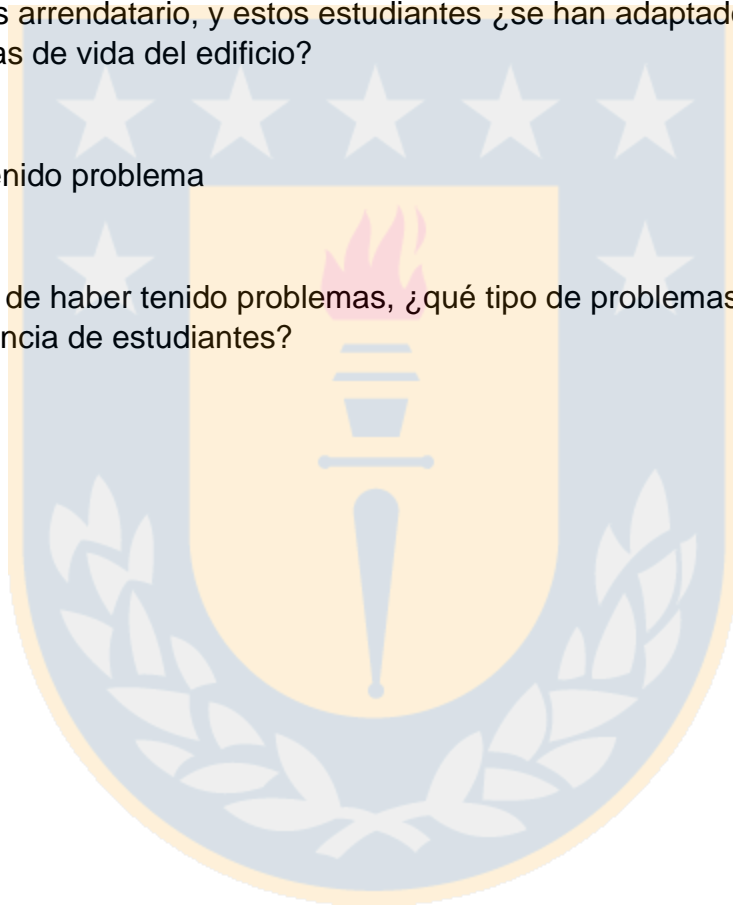 s arrendatario, y estos estudiantes ¿se han adaptado
as de vida del edificio?
enido problema
de haber tenido problemas, ¿qué tipo de problemas
ncia de estudiantes?